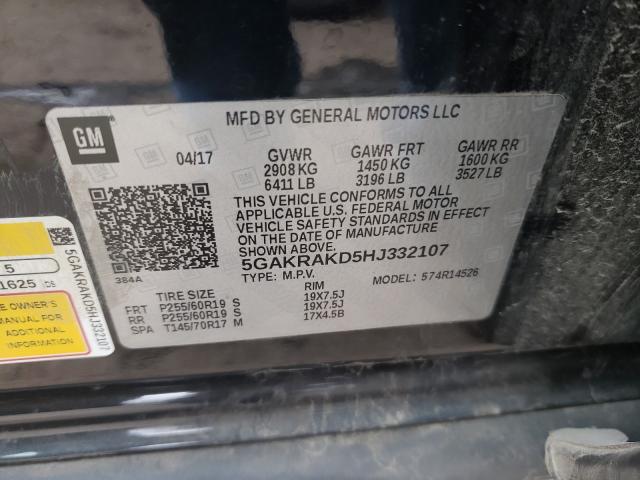 MFD BY GENERAL MOTORS LLC
GM
04/17
GVWR GAWR FRT GAWR RR
2908 KG 1450 KG 1600 KG
6411 LB 3196 LB 3527 LB
THIS VEHICLE CONFORMS TO ALL
APPLICABLE U.S. FEDERAL MOTOR
VEHICLE SAFETY STANDARDS IN EFFECT
ON THE DATE OF MANUFACTURE
SHOWN ABOVE.
384A
5GAKRAKD5HJ332107
TYPE: M.P.V. MODEL: 574R14526
TIRE SIZE RIM
FRT P255/60R19 S 19X7.5J
RR P255/60R19 S 19X7.5J
SPA T145/70R17 M 17X4.5B
5
1625
E OWNER'S
MANUAL FOR
ADDITIONAL
INFORMATION
5GAKRAKD5HJ332107